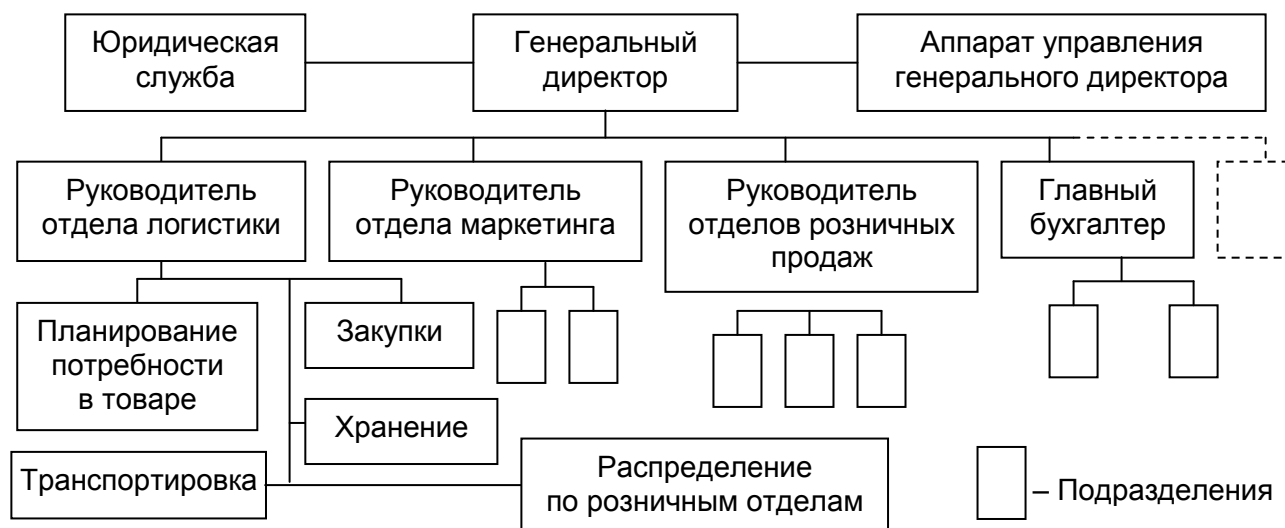 Юридическая
служба
Генеральный
директор
Аппарат управления
генерального директора
Руководитель
отдела логистики
Руководитель
отдела маркетинга
Руководитель
отделов розничных
продаж
Главный
бухгалтер
Планирование
потребности
в товаре
Закупки
Хранение
Транспортировка
Распределение
по розничным отделам
– Подразделения